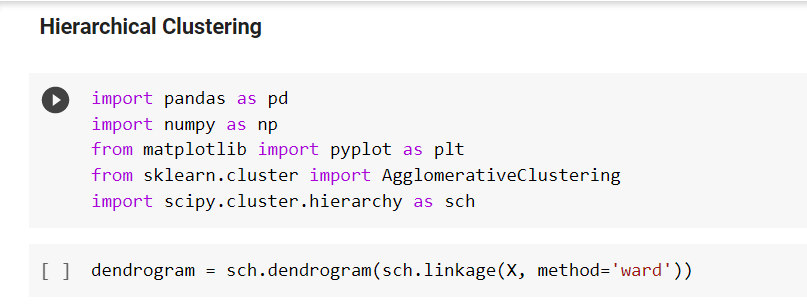 Hierarchical Clustering
import pandas as pd
import numpy as np
from matplotlib import pyplot as plt
from sklearn.cluster import AgglomerativeClustering
import scipy.cluster.hierarchy as sch
[ ] dendrogram = sch.dendrogram(sch.linkage(X, method='ward'))